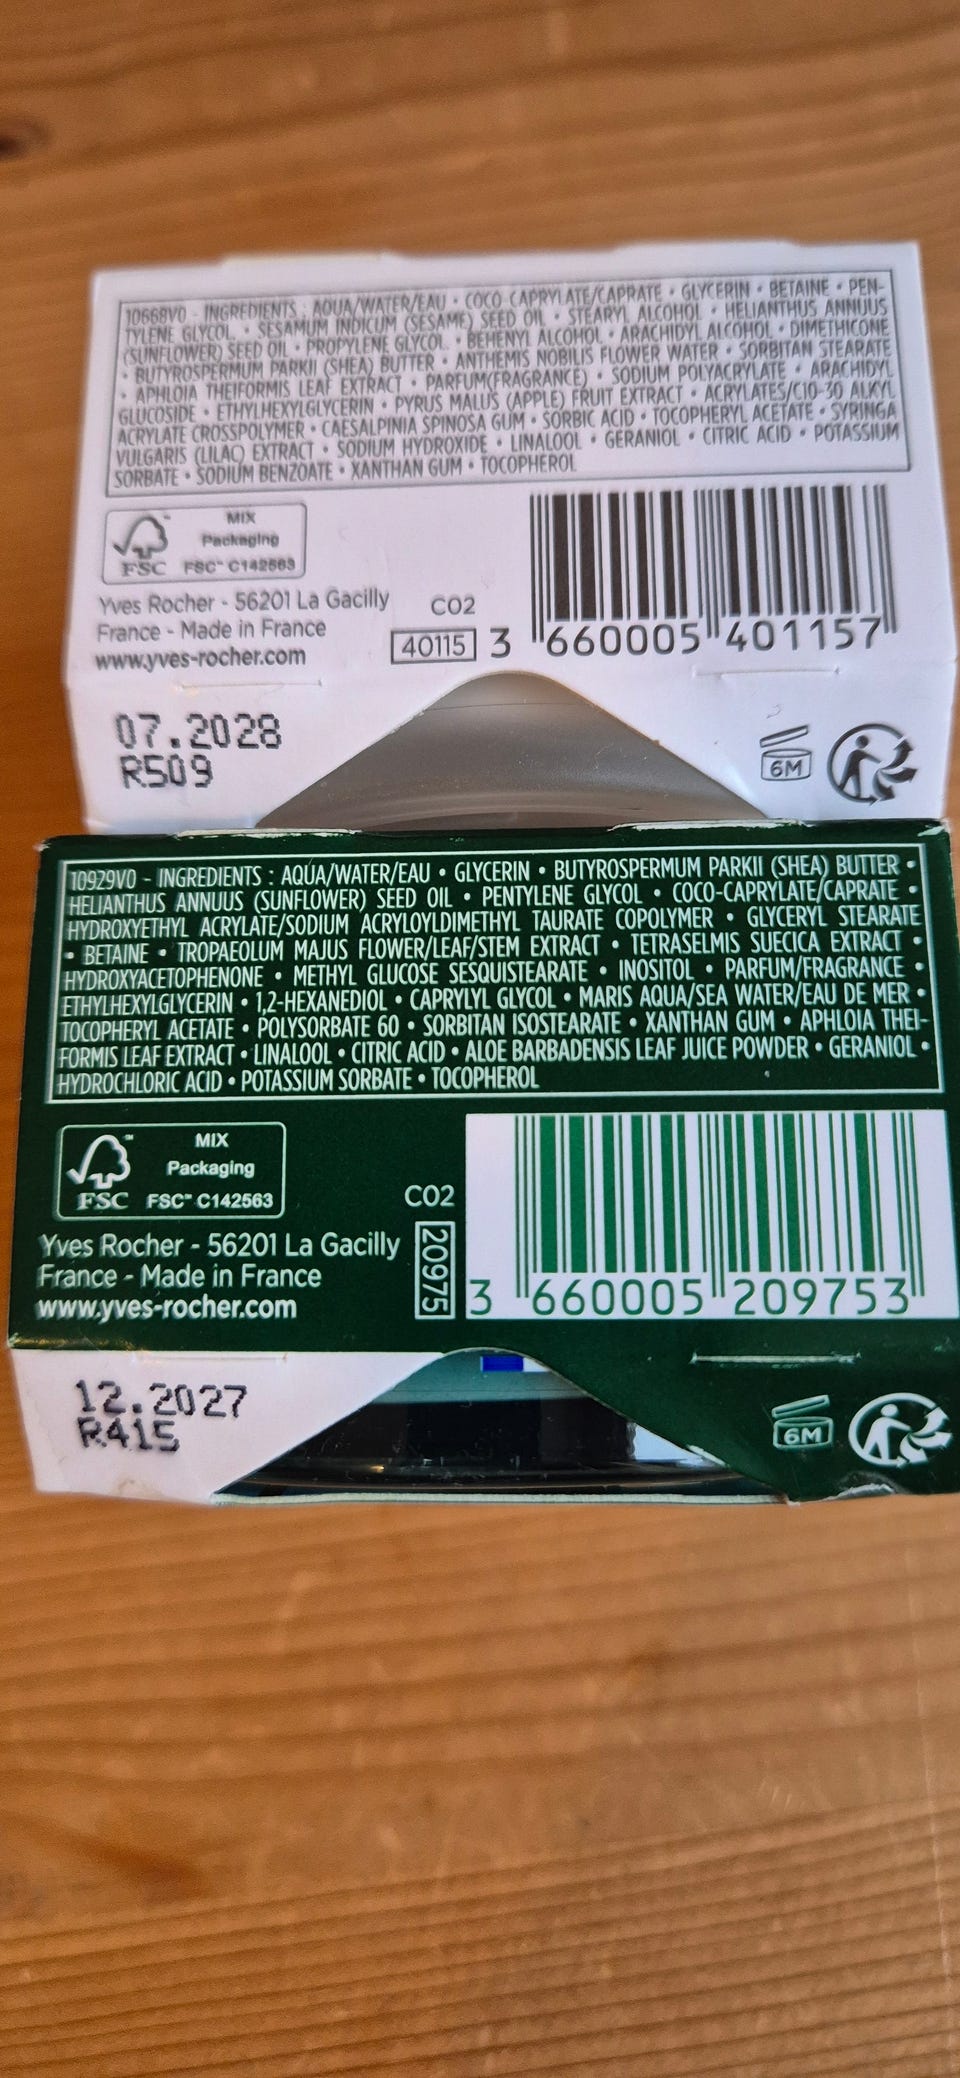 10668V0 - INGREDIENTS : AQUA/WATER/EAU • COCO CAPRYLATE/CAPRATE • GLYCERIN • BETAINE • PEN-
TYLENE GLYCOL • SESAMUM INDICUM (SESAME) SEED OIL • STEARYL ALCOHOL • HELIANTHUS ANNUUS
(SUNFLOWER) SEED OIL • PROPYLENE GLYCOL • BEHENYL ALCOHOL • ARACHIDYL ALCOHOL • DIMETHICONE
• BUTYROSPERMUM PARKII (SHEA) BUTTER • ANTHEMIS NOBILIS FLOWER WATER • SORBITAN STEARATE
• APHLOIA THEIFORMIS LEAF EXTRACT • PARFUM(FRAGRANCE) • SODIUM POLYACRYLATE • ARACHIDYL
GLUCOSIDE • ETHYLHEXYLGLYCERIN • PYRUS MALUS (APPLE) FRUIT EXTRACT • ACRYLATES/C10-30 ALKYL
ACRYLATE CROSSPOLYMER • CAESALPINIA SPINOSA GUM • SORBIC ACID • TOCOPHERYL ACETATE • SYRINGA
VULGARIS (LILAC) EXTRACT • SODIUM HYDROXIDE • LINALOOL • GERANIOL • CITRIC ACID • POTASSIUM
SORBATE • SODIUM BENZOATE • XANTHAN GUM • TOCOPHEROL
MIX
Packaging
FSC FSC™ C142563
Yves Rocher - 56201 La Gacilly
France - Made in France
www.yves-rocher.com
C02
40115
3 660005 401157
07.2028
R509
6M
10929V0 - INGREDIENTS : AQUA/WATER/EAU • GLYCERIN • BUTYROSPERMUM PARKII (SHEA) BUTTER •
HELIANTHUS ANNUUS (SUNFLOWER) SEED OIL • PENTYLENE GLYCOL • COCO-CAPRYLATE/CAPRATE •
HYDROXYETHYL ACRYLATE/SODIUM ACRYLOYLDIMETHYL TAURATE COPOLYMER • GLYCERYL STEARATE
• BETAINE • TROPAEOLUM MAJUS FLOWER/LEAF/STEM EXTRACT • TETRASELMIS SUECICA EXTRACT •
HYDROXYACETOPHENONE • METHYL GLUCOSE SESQUISTEARATE • INOSITOL • PARFUM/FRAGRANCE •
ETHYLHEXYLGLYCERIN • 1,2-HEXANEDIOL • CAPRYLYL GLYCOL • MARIS AQUA/SEA WATER/EAU DE MER •
TOCOPHERYL ACETATE • POLYSORBATE 60 • SORBITAN ISOSTEARATE • XANTHAN GUM • APHLOIA THEI-
FORMIS LEAF EXTRACT • LINALOOL • CITRIC ACID • ALOE BARBADENSIS LEAF JUICE POWDER • GERANIOL •
HYDROCHLORIC ACID • POTASSIUM SORBATE • TOCOPHEROL
MIX
Packaging
FSC FSC™ C142563
Yves Rocher - 56201 La Gacilly
France - Made in France
www.yves-rocher.com
C02
20975
3 660005 209753
12.2027
R415
6M